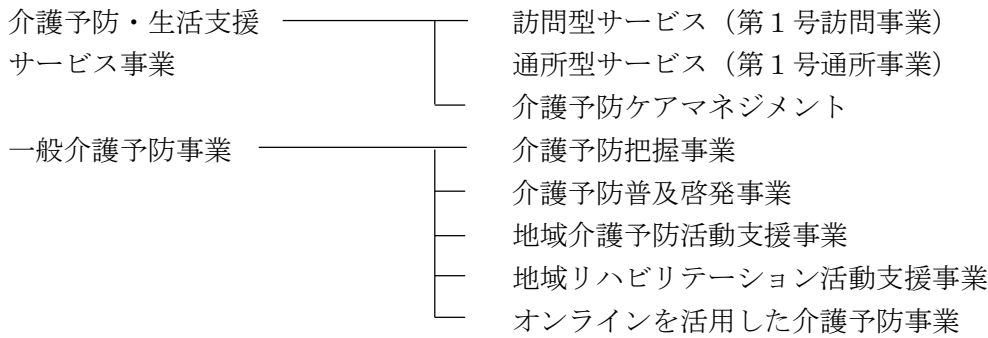 介護予防・生活支援 訪問型サービス（第１号訪問事業）
サービス事業 通所型サービス（第１号通所事業）
介護予防ケアマネジメント
一般介護予防事業 介護予防把握事業
介護予防普及啓発事業
地域介護予防活動支援事業
地域リハビリテーション活動支援事業
オンラインを活用した介護予防事業